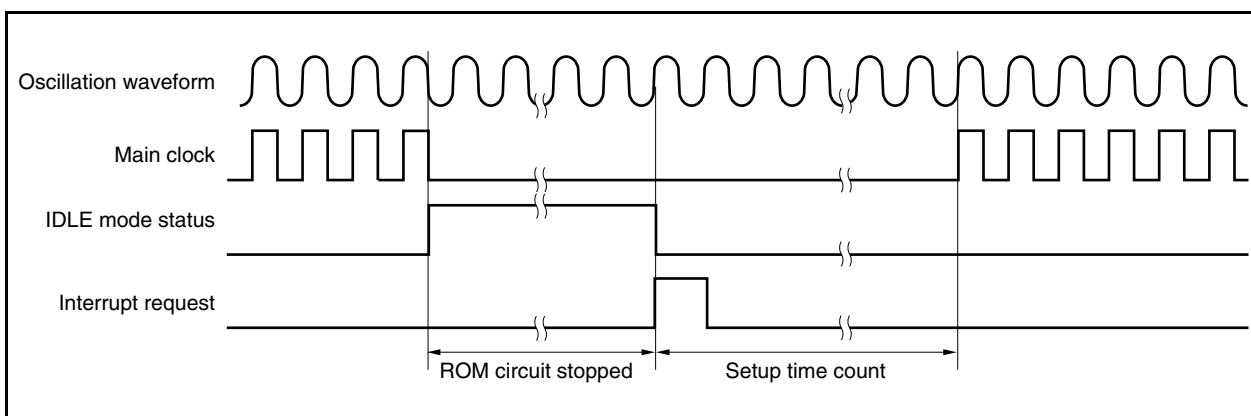 Oscillation waveform
Main clock
IDLE mode status
Interrupt request
ROM circuit stopped
Setup time count